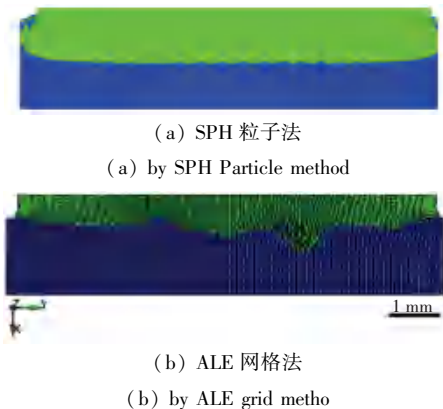 (a) SPH 粒子法
(a) by SPH Particle method
1 mm
(b) ALE 网格法
(b) by ALE grid metho